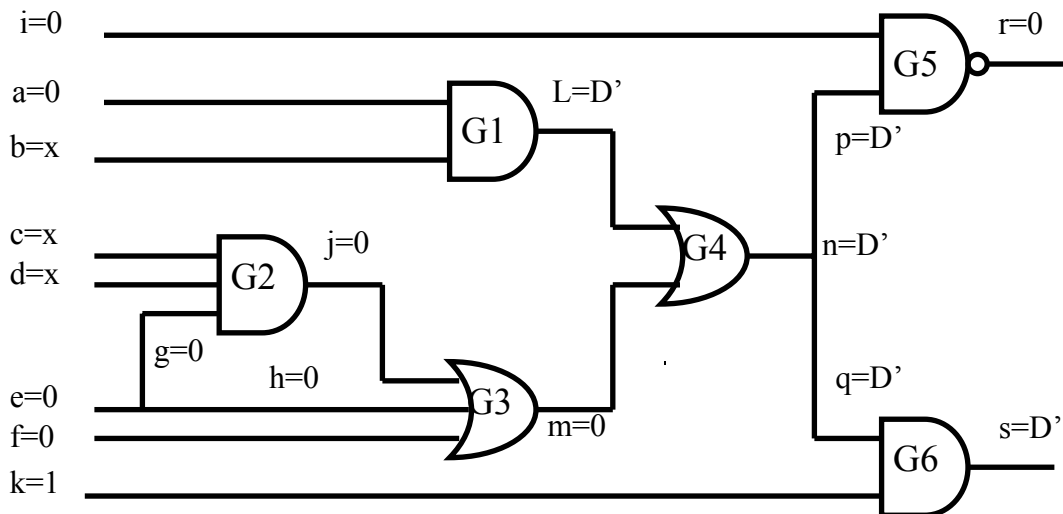 i=0
r=0
G5
a=0
L=D’
G1
b=x
p=D’
c=x
j=0
G4
n=D’
d=x
G2
g=0
h=0
q=D’
e=0
G3
f=0
m=0
s=D’
G6
k=1